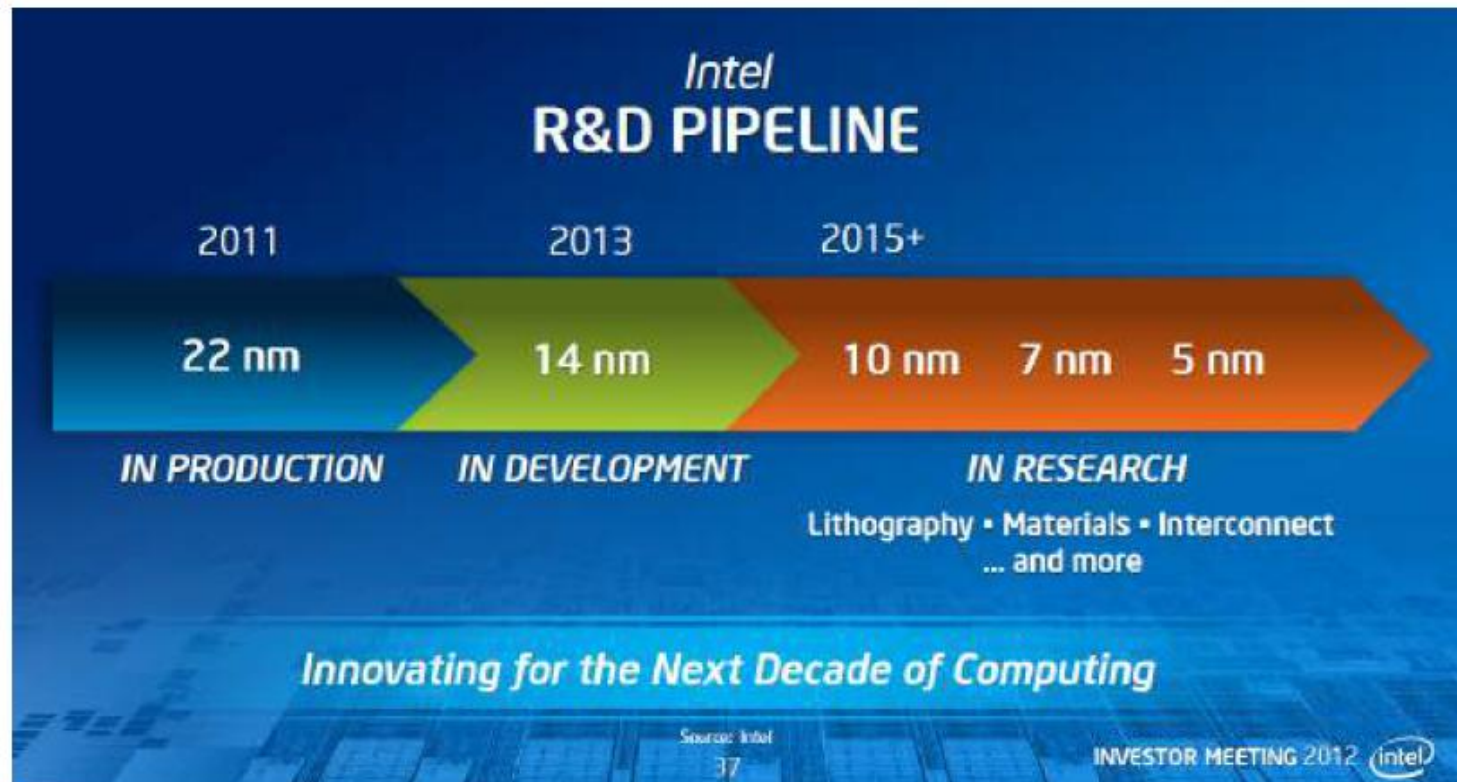 Intel
R&D PIPELINE
2011 2013 2015+
22 nm 14 nm 10 nm 7 nm 5 nm
IN PRODUCTION IN DEVELOPMENT IN RESEARCH
Lithography • Materials • Interconnect
... and more
Innovating for the Next Decade of Computing
Source: Intel
37
INVESTOR MEETING 2012 intel